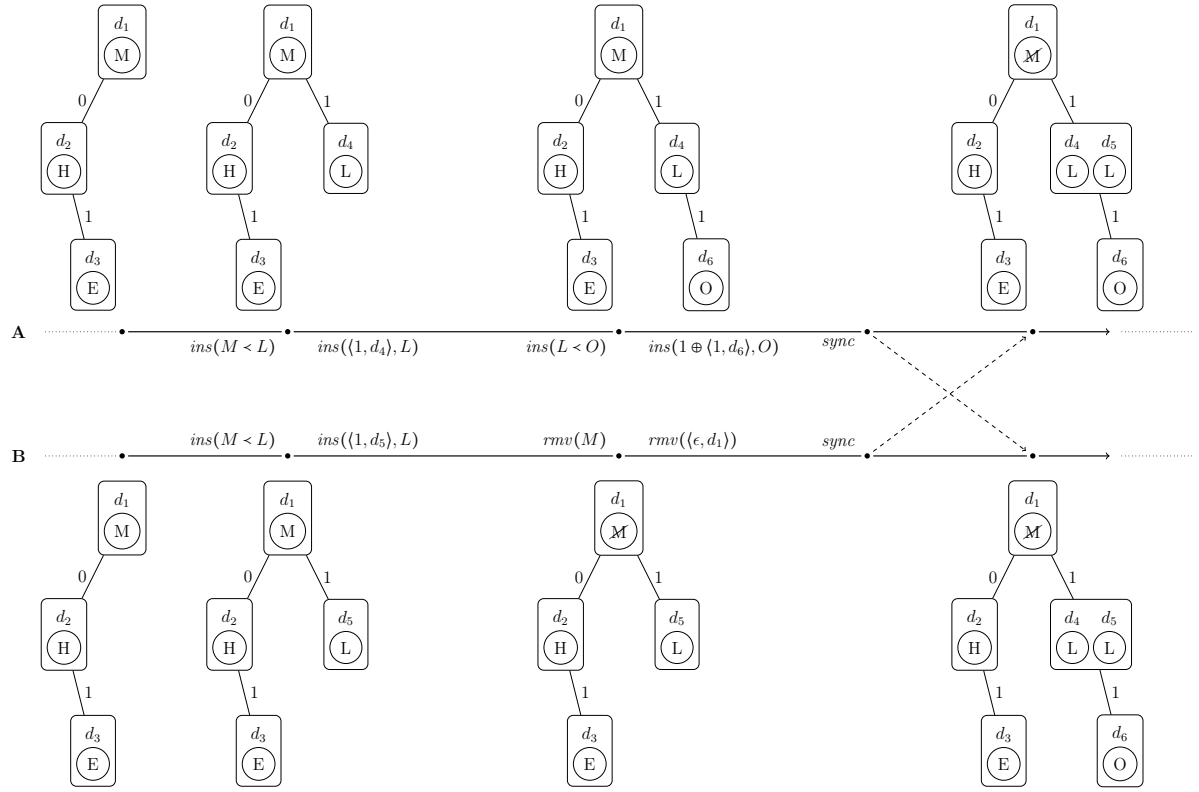 d₁ d₁ d₁ d₁
M M M M
0 0 1 0 1 0 1
d₂ d₂ d₄ d₂ d₄ d₂ d₄ d₅
H H L H L H L L
1 1 1 1 1 1
d₃ d₃ d₃ d₆ d₃ d₆
E E E O E O
A
ins(M < L) ins(⟨1, d₄⟩, L) ins(L < O) ins(1 ⊕ ⟨1, d₆⟩, O) sync
ins(M < L) ins(⟨1, d₅⟩, L) rmv(M) rmv(⟨ϵ, d₁⟩) sync
B
d₁ d₁ d₁ d₁
M M M M
0 0 1 0 1 0 1
d₂ d₂ d₅ d₂ d₅ d₂ d₄ d₅
H H L H L H L L
1 1 1 1 1
d₃ d₃ d₃ d₃ d₆
E E E E O